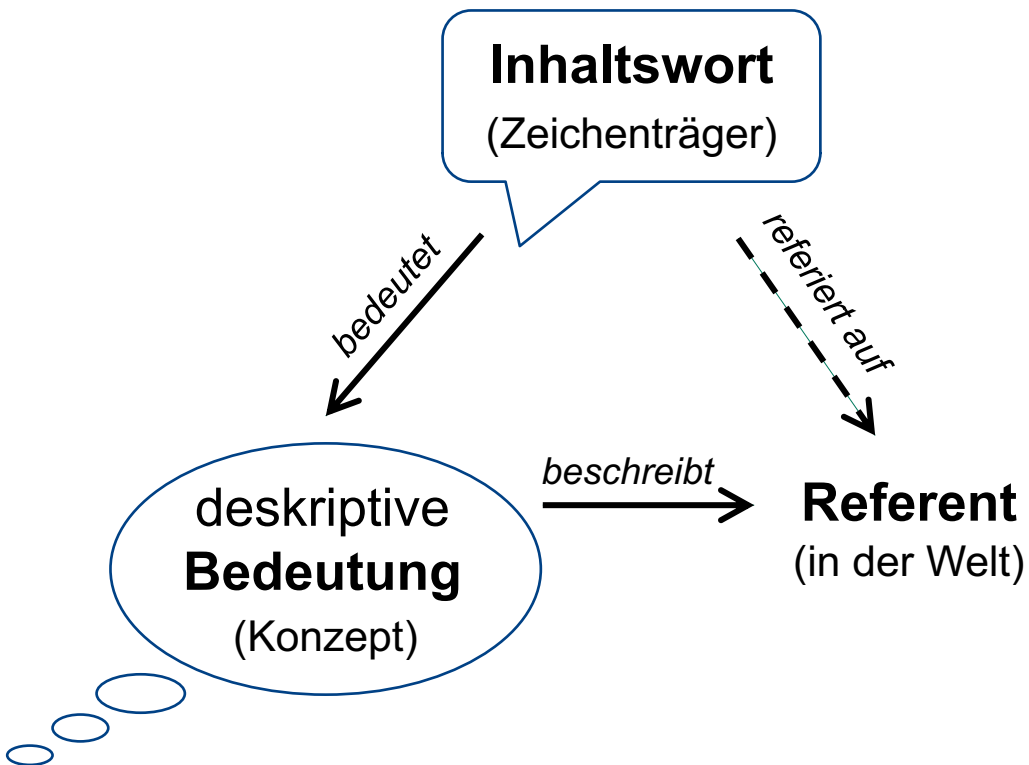 Inhaltswort
(Zeichenträger)
bedeutet
referiert auf
deskriptive
Bedeutung
(Konzept)
beschreibt
Referent
(in der Welt)